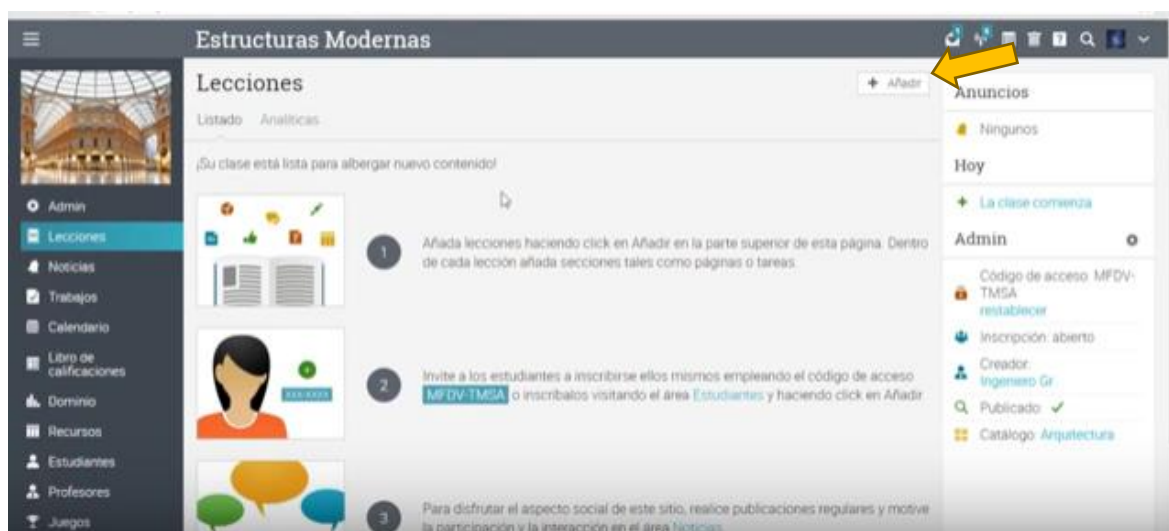 Estructuras Modernas
Lecciones
+ Añadir
Listado Analíticas
¡Su clase está lista para albergar nuevo contenido!
1
Añada lecciones haciendo click en Añadir en la parte superior de esta página. Dentro
de cada lección añada secciones tales como páginas o tareas.
2
Invite a los estudiantes a inscribirse ellos mismos empleando el código de acceso
MFDV-TMSA o inscríbalos visitando el área Estudiantes y haciendo click en Añadir
3
Para disfrutar el aspecto social de este sitio, realice publicaciones regulares y motive
la participación y la interacción en el área Noticias
Admin
Lecciones
Noticias
Trabajos
Calendario
Libro de
calificaciones
Dominio
Recursos
Estudiantes
Profesores
Juegos
Anuncios
Ningunos
Hoy
+ La clase comienza
Admin
Código de acceso: MFDV-
TMSA
restablecer
Inscripción: abierto
Creador:
Ingeniero Gr
Publicado: ✓
Catálogo: Arquitectura